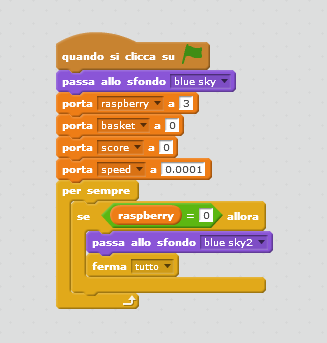 quando si clicca su
passa allo sfondo blue sky
porta raspberry a 3
porta basket a 0
porta score a 0
porta speed a 0.0001
per sempre
se raspberry = 0 allora
passa allo sfondo blue sky2
ferma tutto